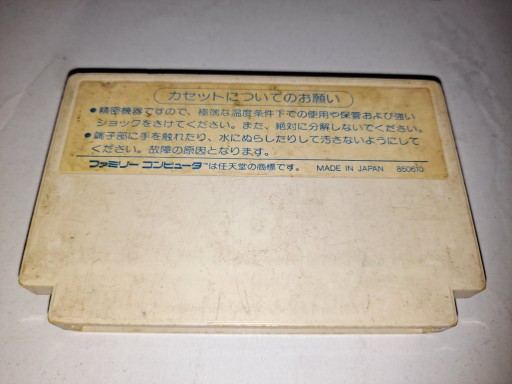 カセットについてのお願い
●精密機器ですので、極端な温度条件下での使用や保管および強い
ショックをさけてください。また、絶対に分解しないでください。
●端子部に手を触れたり、水にぬらしたりして汚さないようにして
ください。故障の原因となります。
ファミリー コンピュータ™は任天堂の商標です。 MADE IN JAPAN 860610